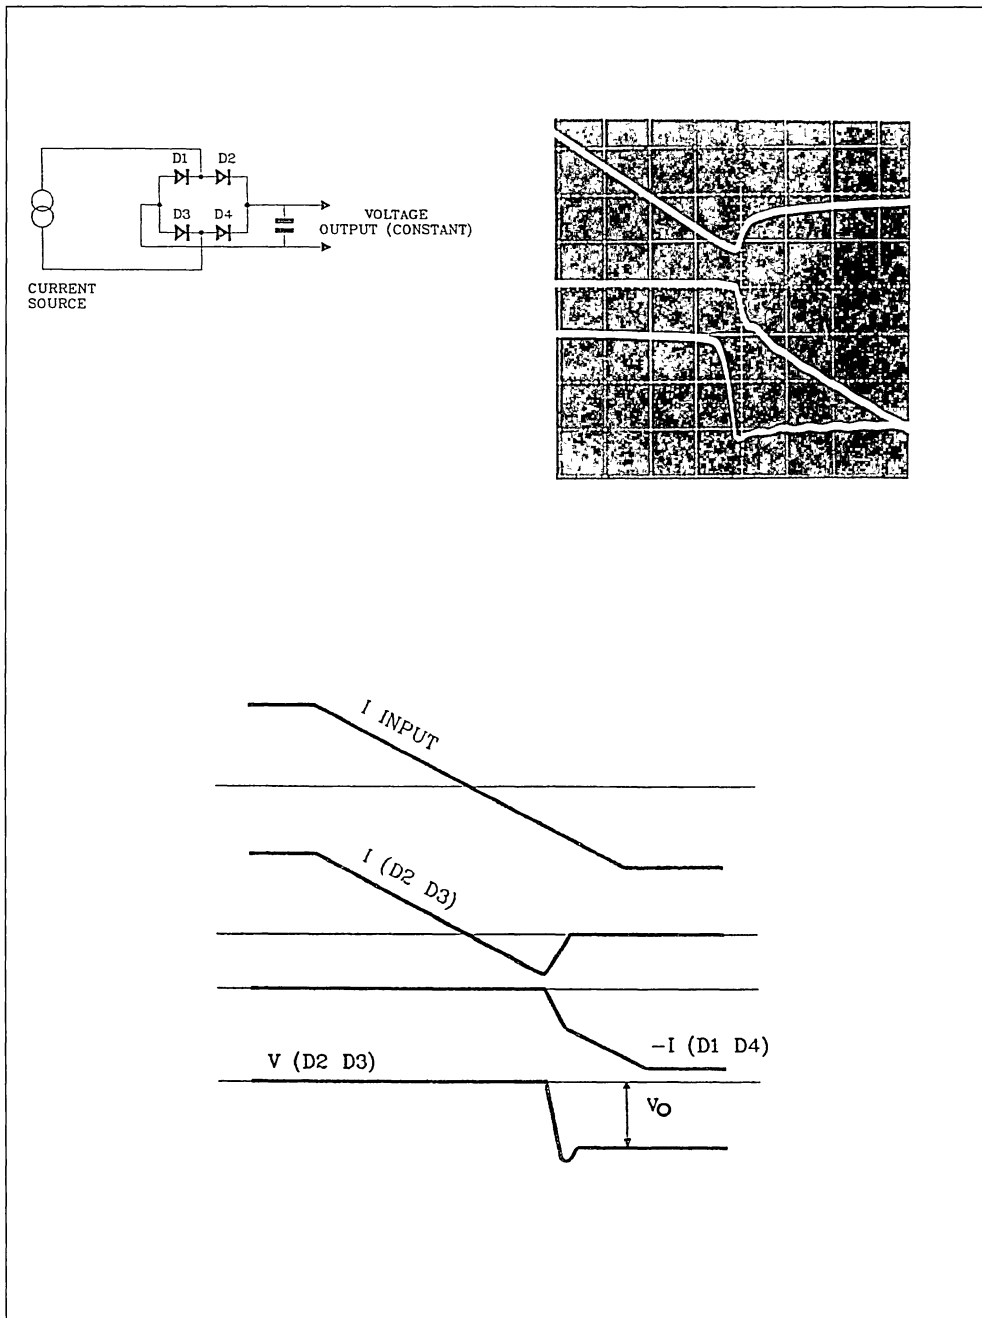 D1 D2
D3 D4
VOLTAGE
OUTPUT (CONSTANT)
CURRENT
SOURCE
I INPUT
I (D2 D3)
-I (D1 D4)
V (D2 D3)
VO